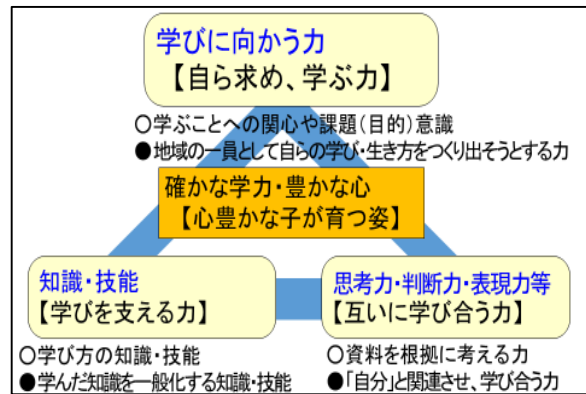 学びに向かう力
【自ら求め、学ぶ力】
○学ぶことへの関心や課題(目的)意識
●地域の一員として自らの学び・生き方をつくり出そうとする力
確かな学力・豊かな心
【心豊かな子が育つ姿】
知識・技能
【学びを支える力】
○学び方の知識・技能
●学んだ知識を一般化する知識・技能
思考力・判断力・表現力等
【互いに学び合う力】
○資料を根拠に考える力
●「自分」と関連させ、学び合う力